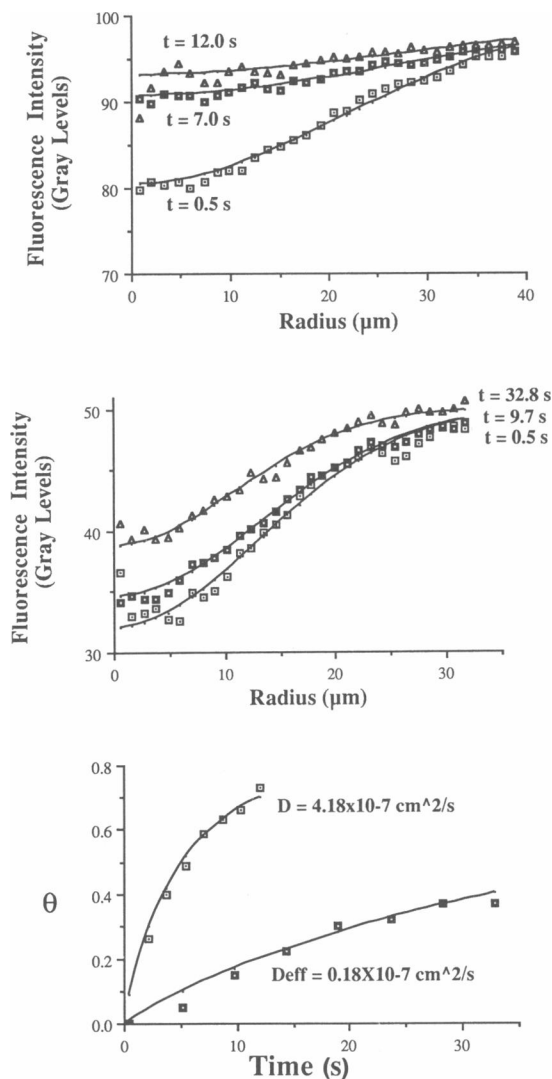 Fluorescence Intensity
(Gray Levels)
100
90
80
70
t = 12.0 s
t = 7.0 s
t = 0.5 s
0 10 20 30 40
Radius (µm)
Fluorescence Intensity
(Gray Levels)
50
40
30
t = 32.8 s
t = 9.7 s
t = 0.5 s
0 10 20 30
Radius (µm)
θ
0.8
0.6
0.4
0.2
0.0
D = 4.18x10-7 cm^2/s
Deff = 0.18X10-7 cm^2/s
0 10 20 30
Time (s)